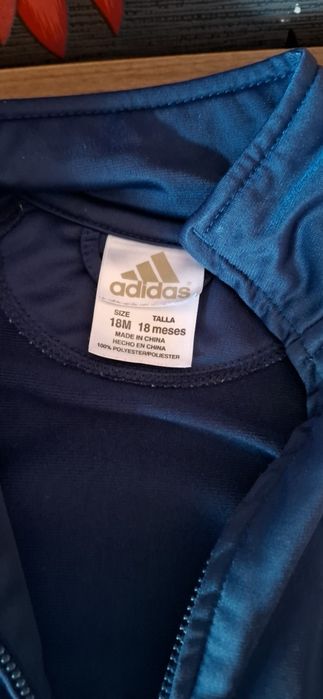 adidas
SIZE TALLA
18M 18 meses
MADE IN CHINA
HECHO EN CHINA
100% POLYESTER/POLIESTER